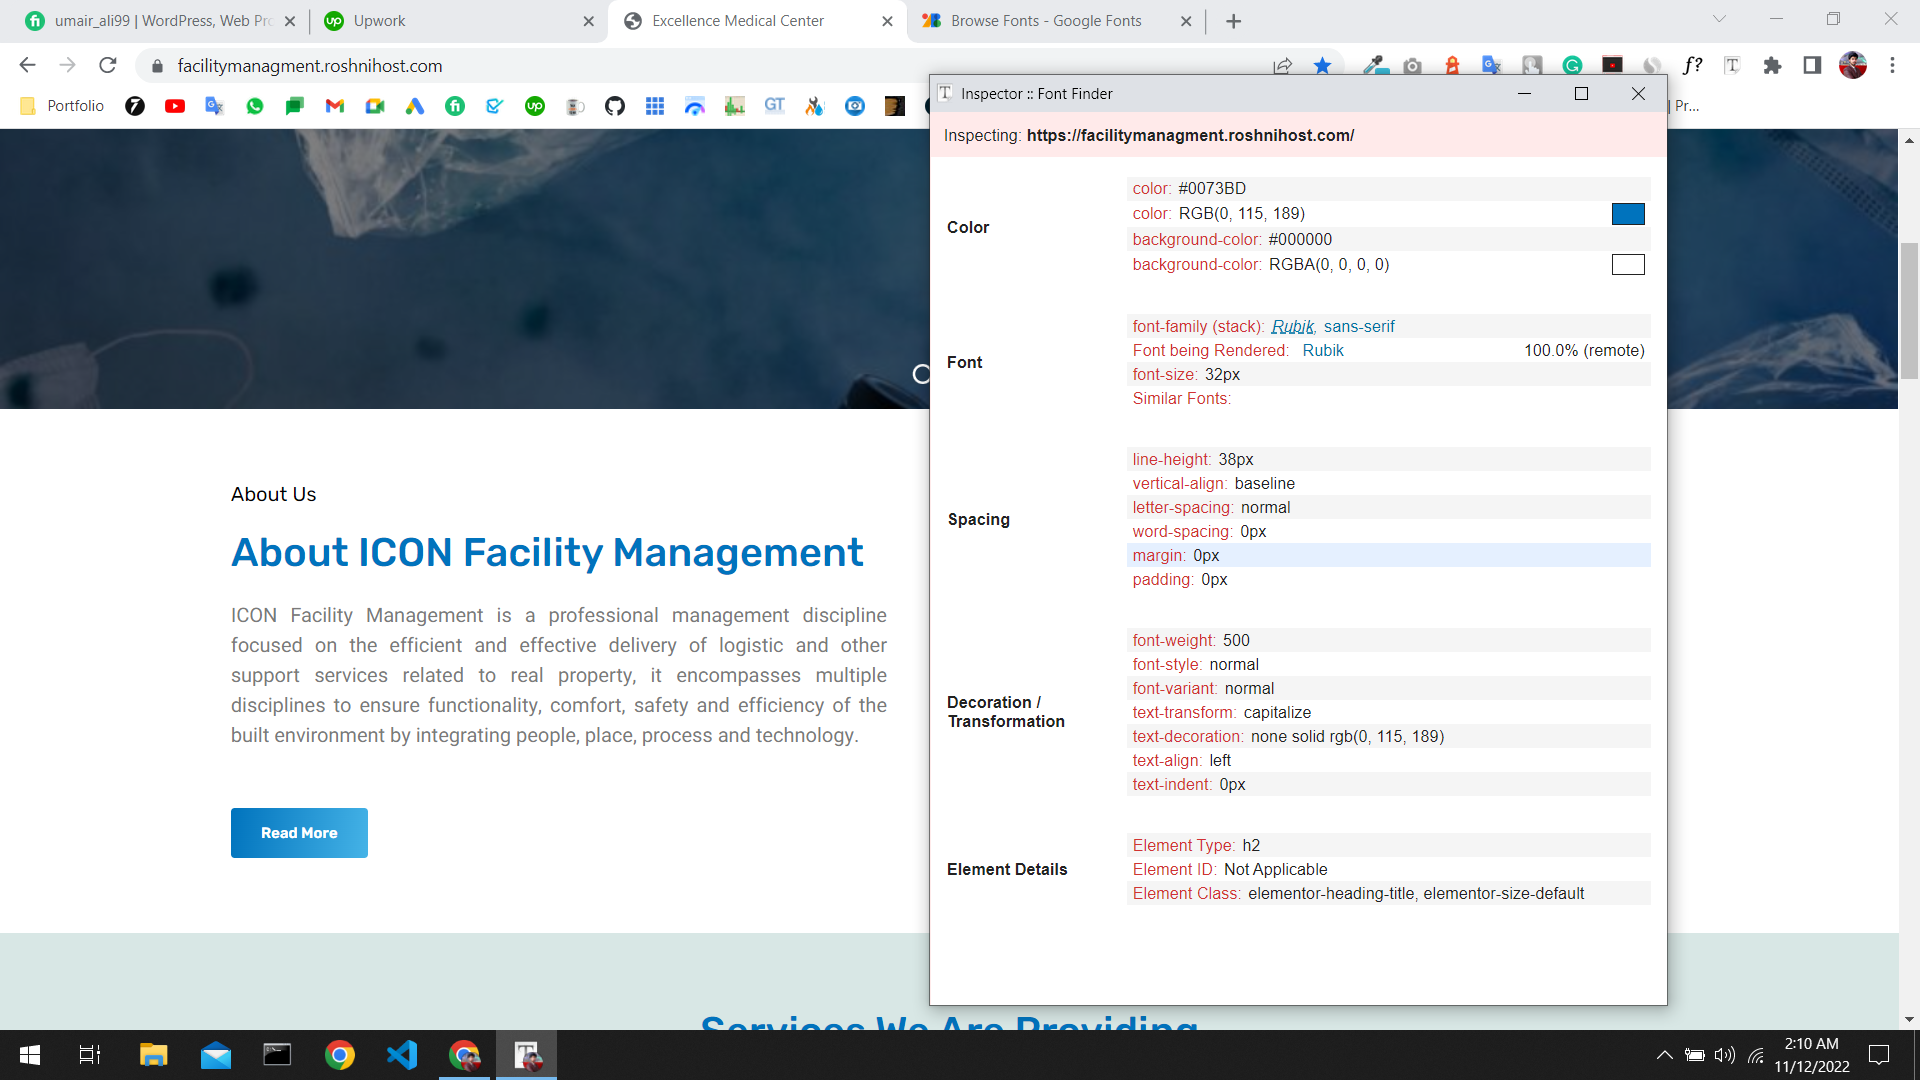 umair_ali99 | WordPress, Web Pro
Upwork
Excellence Medical Center
Browse Fonts - Google Fonts
facilitymanagment.roshnihost.com
Portfolio
GT
| Pr...
Inspector :: Font Finder
Inspecting: https://facilitymanagment.roshnihost.com/
Color
color: #0073BD
color: RGB(0, 115, 189)
background-color: #000000
background-color: RGBA(0, 0, 0, 0)
Font
font-family (stack): Rubik, sans-serif
Font being Rendered: Rubik 100.0% (remote)
font-size: 32px
Similar Fonts:
Spacing
line-height: 38px
vertical-align: baseline
letter-spacing: normal
word-spacing: 0px
margin: 0px
padding: 0px
Decoration /
Transformation
font-weight: 500
font-style: normal
font-variant: normal
text-transform: capitalize
text-decoration: none solid rgb(0, 115, 189)
text-align: left
text-indent: 0px
Element Details
Element Type: h2
Element ID: Not Applicable
Element Class: elementor-heading-title, elementor-size-default
About Us
About ICON Facility Management
ICON Facility Management is a professional management discipline
focused on the efficient and effective delivery of logistic and other
support services related to real property, it encompasses multiple
disciplines to ensure functionality, comfort, safety and efficiency of the
built environment by integrating people, place, process and technology.
Read More
Services We Are Providing
2:10 AM
11/12/2022